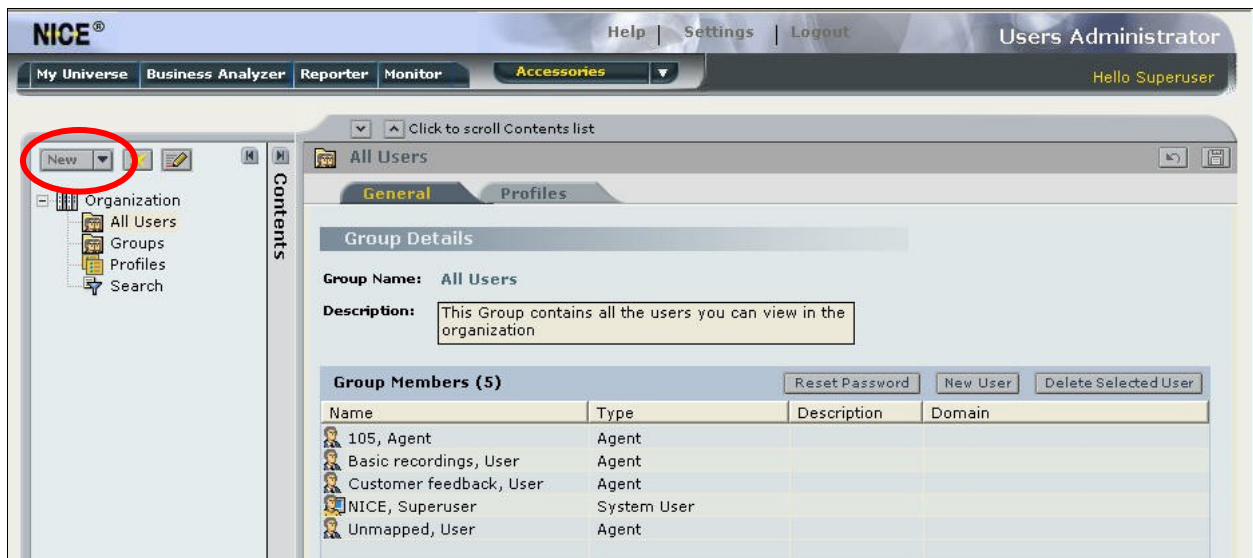 NICE®
Help | Settings | Logout
Users Administrator
My Universe Business Analyzer Reporter Monitor Accessories
Hello Superuser
Click to scroll Contents list
New
All Users
Contents
General Profiles
Organization
All Users
Groups
Profiles
Search
Group Details
Group Name: All Users
Description: This Group contains all the users you can view in the
organization
Group Members (5) Reset Password New User Delete Selected User
Name Type Description Domain
105, Agent Agent
Basic recordings, User Agent
Customer feedback, User Agent
NICE, Superuser System User
Unmapped, User Agent